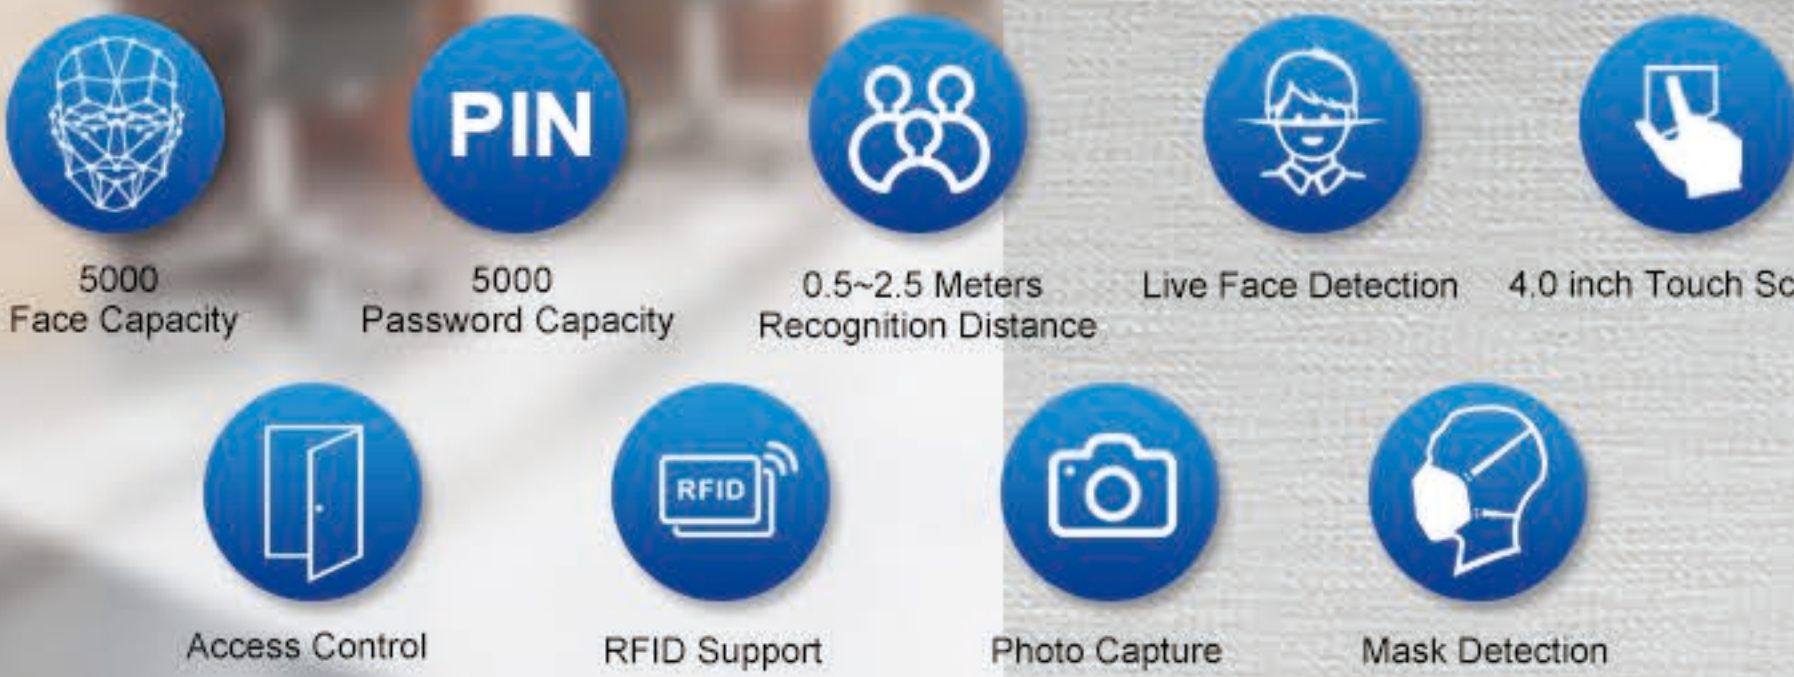 PIN
5000
Face Capacity
5000
Password Capacity
0.5~2.5 Meters
Recognition Distance
Live Face Detection
4.0 inch Touch Sc
RFID
Access Control
RFID Support
Photo Capture
Mask Detection